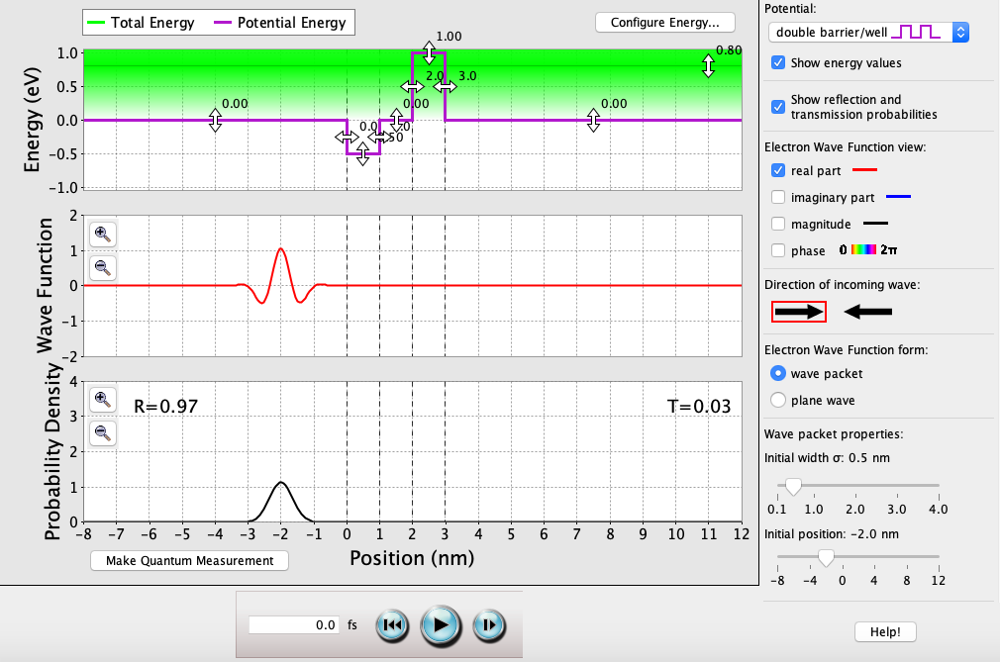 Total Energy
Potential Energy
Configure Energy...
Energy (eV)
1.0
0.5
0.0
-0.5
-1.0
1.00
0.80
2.0
3.0
0.00
0.00
0.00
Wave Function
2
1
0
-1
-2
Probability Density
4
3
2
1
0
R=0.97
T=0.03
-8 -7 -6 -5 -4 -3 -2 -1 0 1 2 3 4 5 6 7 8 9 10 11 12
Position (nm)
Make Quantum Measurement
0.0 fs
Potential:
double barrier/well
Show energy values
Show reflection and
transmission probabilities
Electron Wave Function view:
real part
imaginary part
magnitude
phase 0 2π
Direction of incoming wave:
Electron Wave Function form:
wave packet
plane wave
Wave packet properties:
Initial width σ: 0.5 nm
0.1 1.0 2.0 3.0 4.0
Initial position: -2.0 nm
-8 -4 0 4 8 12
Help!